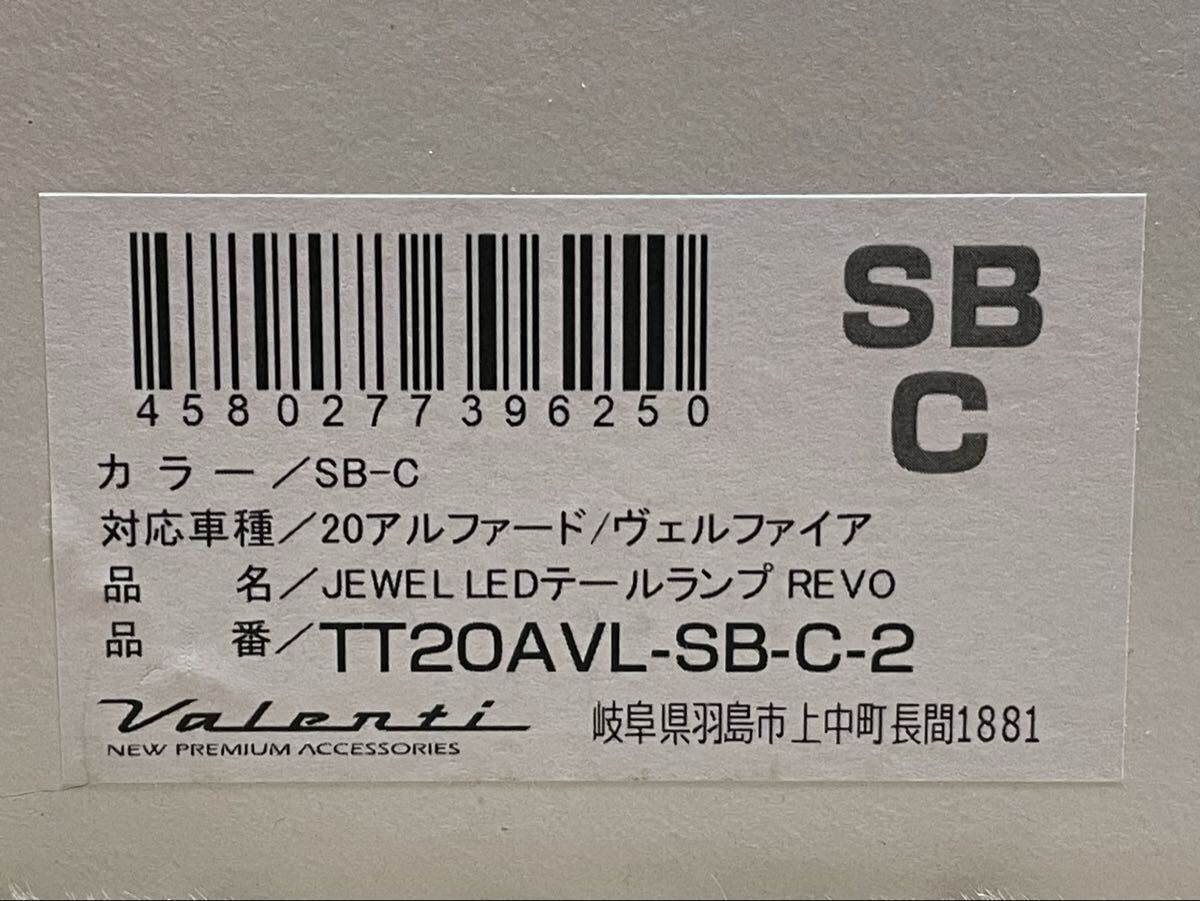 SB
C
4580277396250
カラー/SB-C
対応車種/20アルファード/ヴェルファイア
品 名/JEWEL LEDテールランプ REVO
品 番/TT20AVL-SB-C-2
Valenti
NEW PREMIUM ACCESSORIES
岐阜県羽島市上中町長間1881